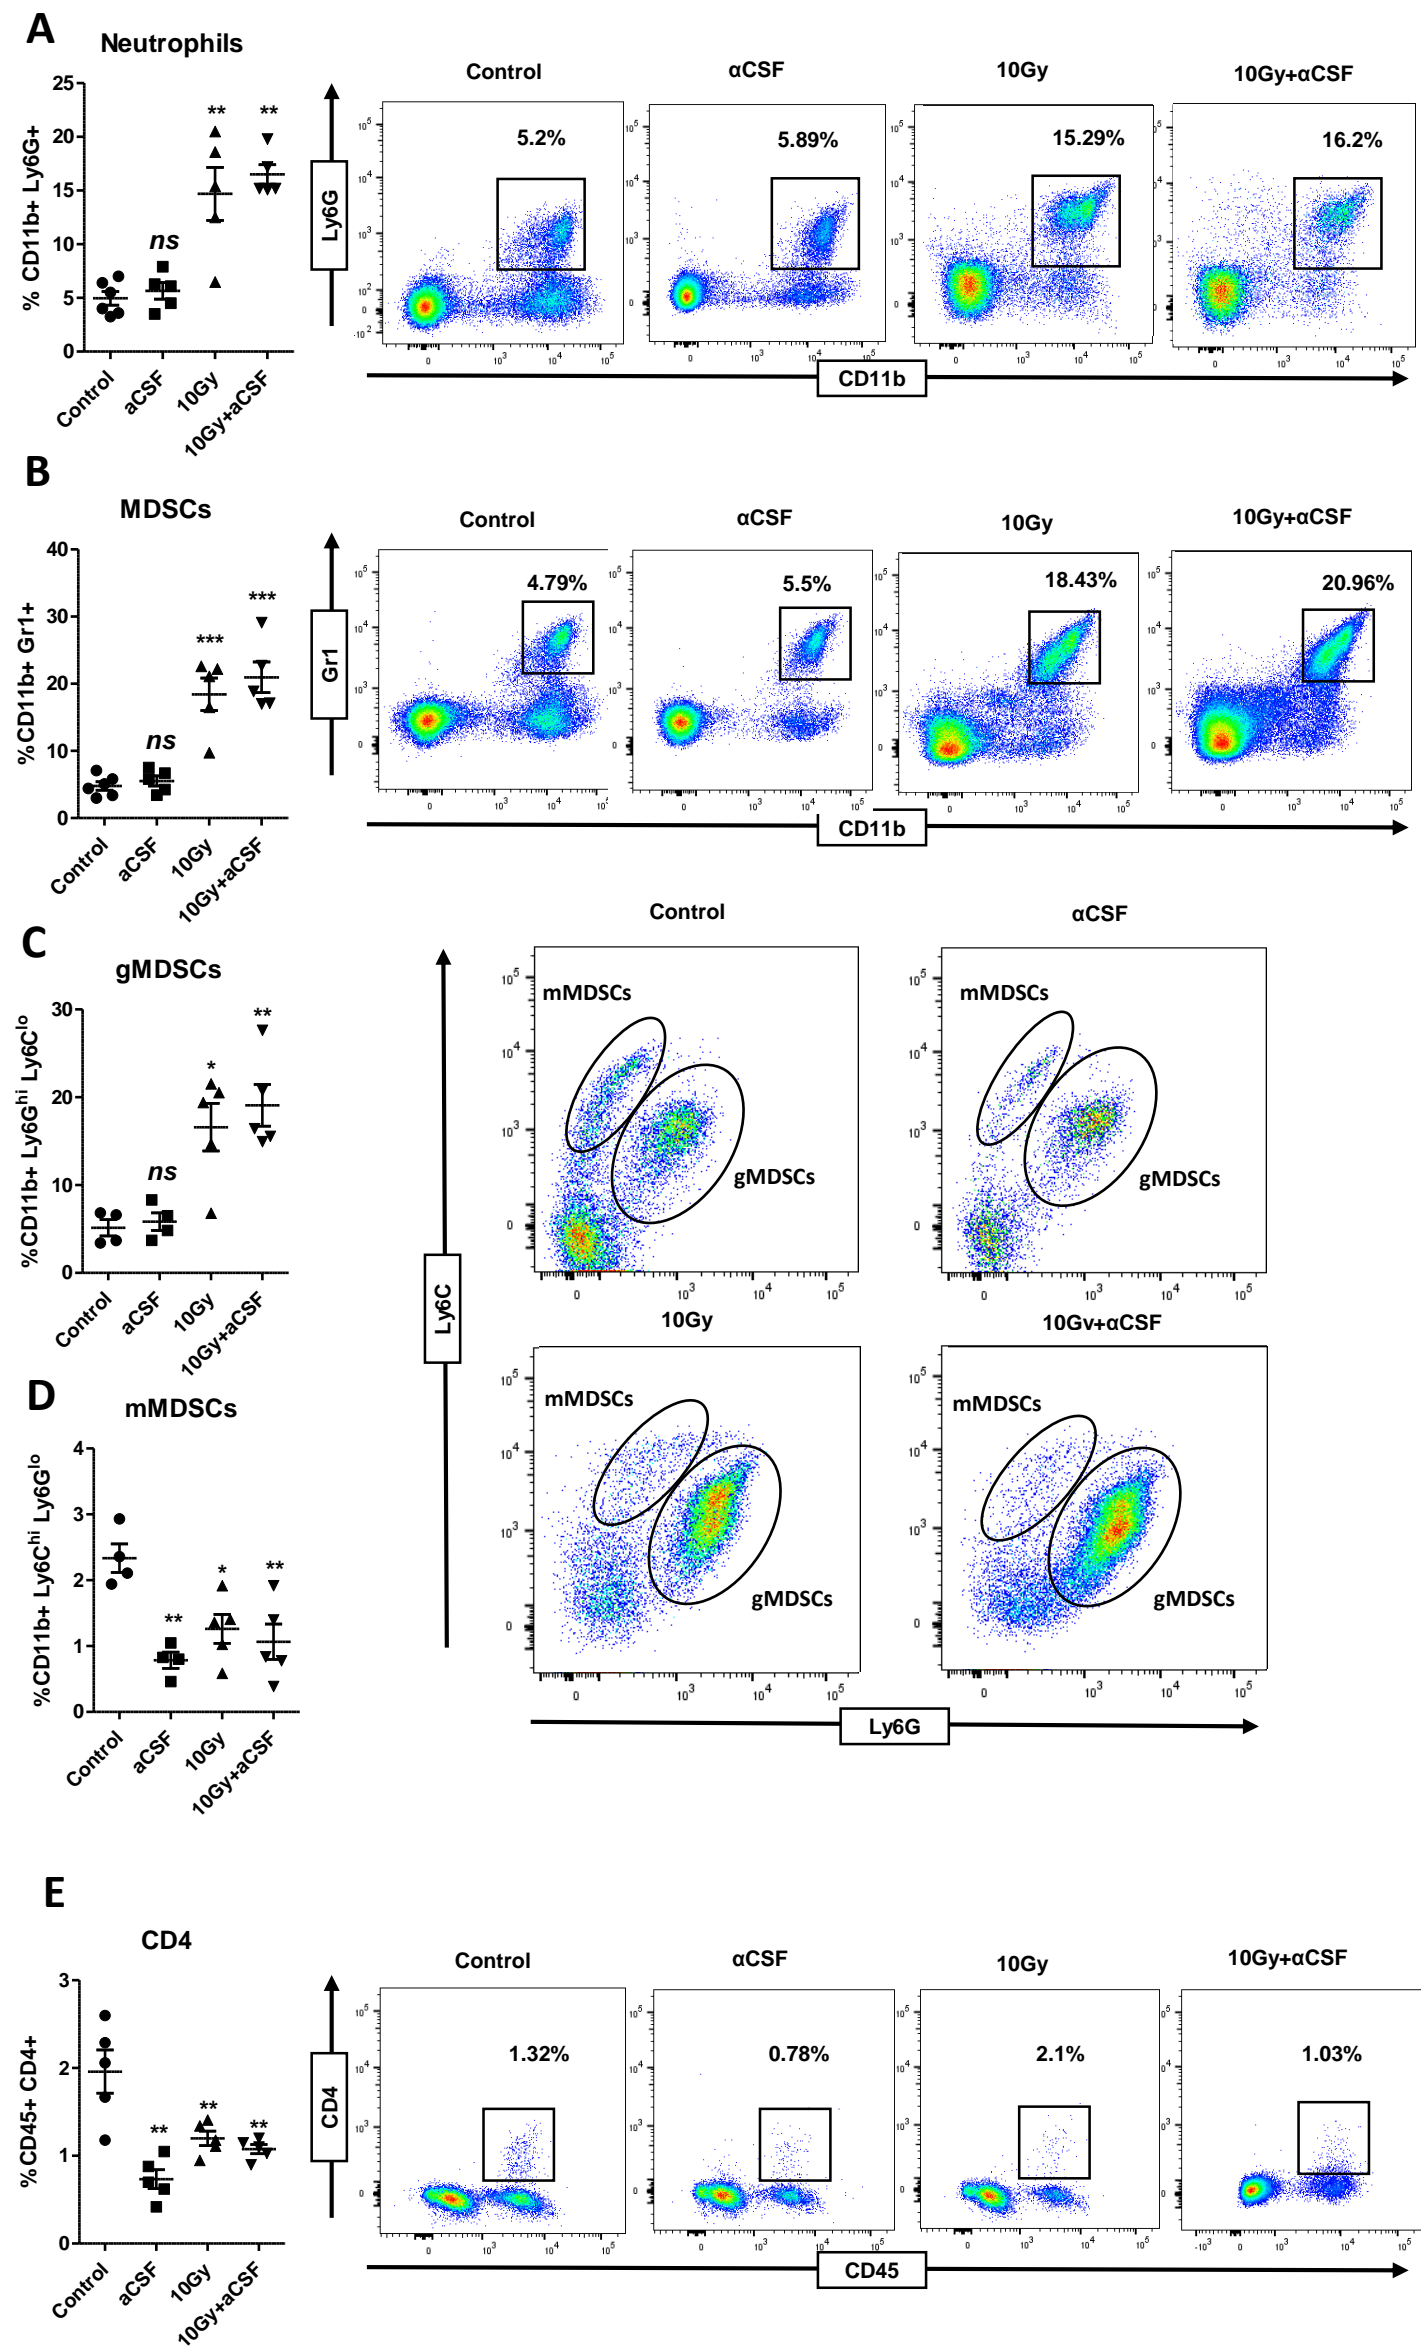 A
Neutrophils
% CD11b+ Ly6G+
25
20
15
10
5
0
ns
**
**
Control
aCSF
10Gy
10Gy+aCSF
Ly6G
Control
αCSF
10Gy
10Gy+αCSF
5.2%
5.89%
15.29%
16.2%
CD11b
B
MDSCs
%CD11b+ Gr1+
40
30
20
10
0
ns
***
***
Control
aCSF
10Gy
10Gy+aCSF
Gr1
Control
αCSF
10Gy
10Gy+αCSF
4.79%
5.5%
18.43%
20.96%
CD11b
C
gMDSCs
%CD11b+ Ly6Ghi Ly6Clo
30
20
10
0
ns
*
**
Control
aCSF
10Gy
10Gy+aCSF
Ly6C
Control
αCSF
mMDSCs
gMDSCs
mMDSCs
gMDSCs
10Gy
10Gy+αCSF
mMDSCs
gMDSCs
mMDSCs
gMDSCs
Ly6G
D
mMDSCs
%CD11b+ Ly6Chi Ly6Glo
4
3
2
1
0
**
*
**
Control
aCSF
10Gy
10Gy+aCSF
E
CD4
%CD45+ CD4+
3
2
1
0
**
**
**
Control
aCSF
10Gy
10Gy+aCSF
CD4
Control
αCSF
10Gy
10Gy+αCSF
1.32%
0.78%
2.1%
1.03%
CD45